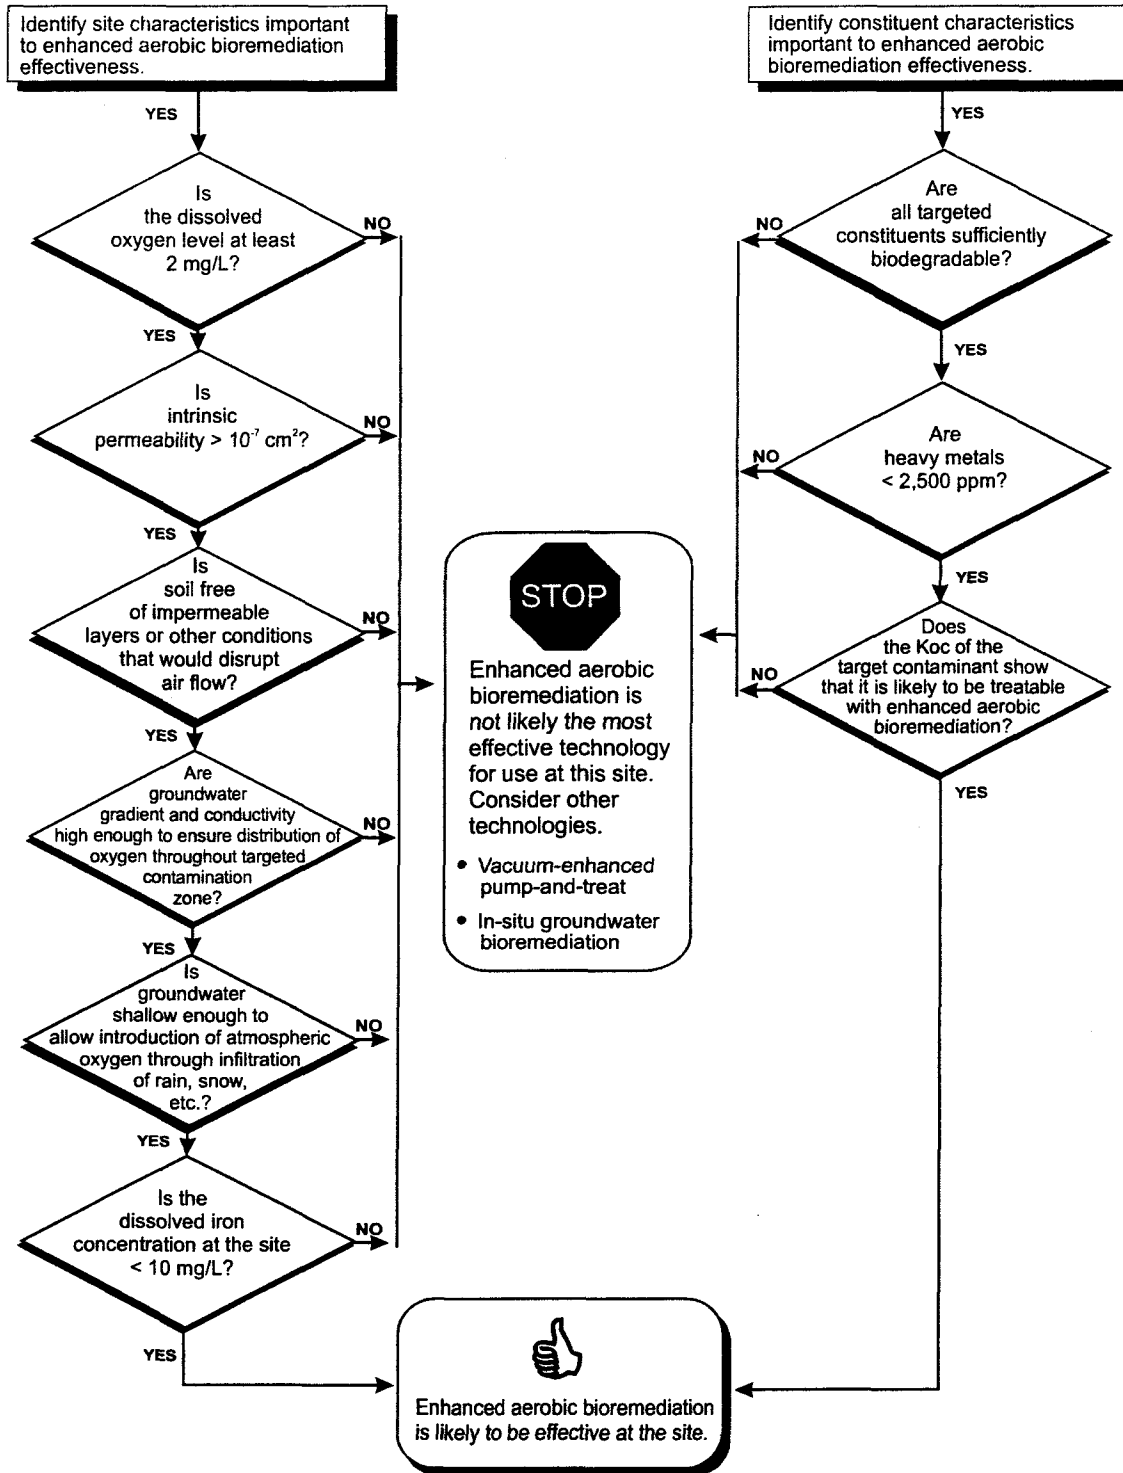 Identify site characteristics important
to enhanced aerobic bioremediation
effectiveness.
YES
Is
the dissolved
oxygen level at least
2 mg/L?
NO
YES
Is
intrinsic
permeability > 10⁻⁷ cm²?
NO
YES
Is
soil free
of impermeable
layers or other conditions
that would disrupt
air flow?
NO
YES
Are
groundwater
gradient and conductivity
high enough to ensure distribution of
oxygen throughout targeted
contamination
zone?
NO
YES
Is
groundwater
shallow enough to
allow introduction of atmospheric
oxygen through infiltration
of rain, snow,
etc.?
NO
YES
Is the
dissolved iron
concentration at the site
< 10 mg/L?
NO
YES
Identify constituent characteristics
important to enhanced aerobic
bioremediation effectiveness.
YES
Are
all targeted
constituents sufficiently
biodegradable?
NO
YES
Are
heavy metals
< 2,500 ppm?
NO
YES
Does
the Koc of the
target contaminant show
that it is likely to be treatable
with enhanced aerobic
bioremediation?
NO
YES
STOP
Enhanced aerobic
bioremediation is
not likely the most
effective technology
for use at this site.
Consider other
technologies.
• Vacuum-enhanced
pump-and-treat
• In-situ groundwater
bioremediation
Enhanced aerobic bioremediation
is likely to be effective at the site.